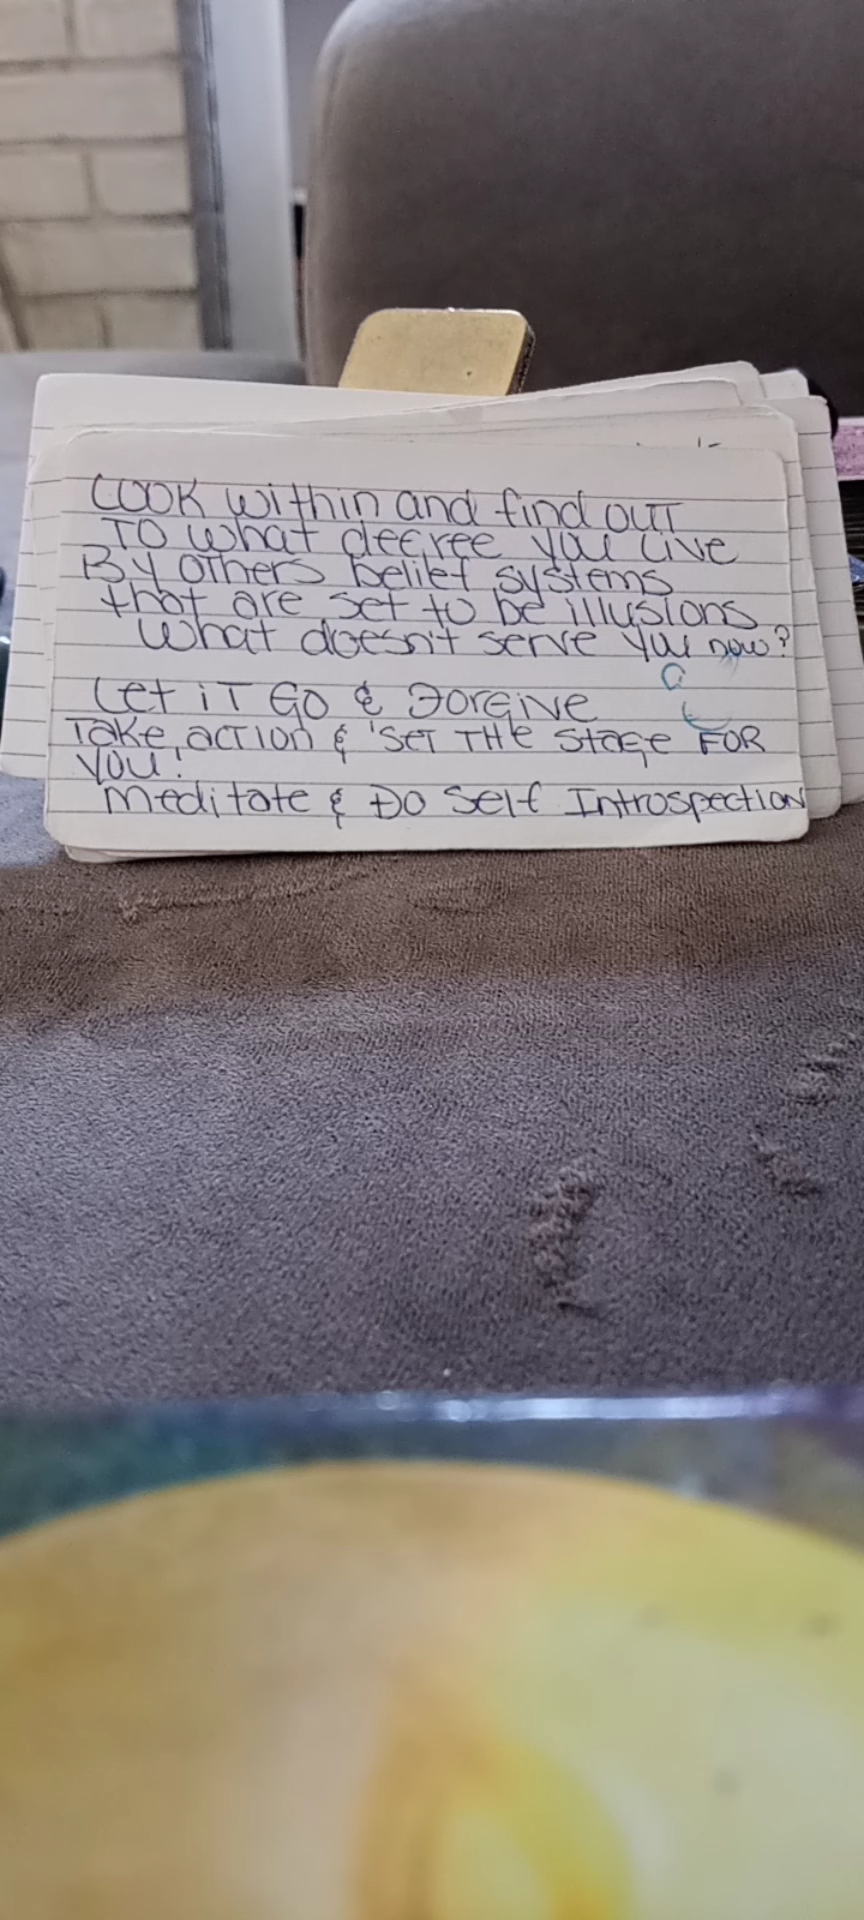 LOOK within and find OUT
TO what degree you Live
By OTHERS belief systems
that are set to be illusions
What doesn't serve you now?
Let iT GO & Forgive
Take action & SET THE Stage FOR
YOU!
Meditate & DO Self Introspection